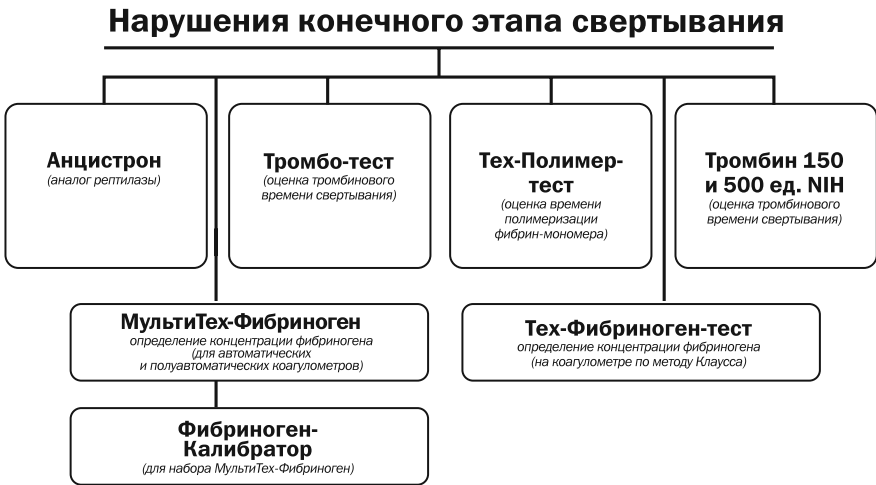 Нарушения конечного этапа свертывания
Анцистрон
(аналог рептилазы)
Тромбо-тест
(оценка тромбинового
времени свертывания)
Тех-Полимер-
тест
(оценка времени
полимеризации
фибрин-мономера)
Тромбин 150
и 500 ед. NIH
(оценка тромбинового
времени свертывания)
МультиТех-Фибриноген
определение концентрации фибриногена
(для автоматических
и полуавтоматических коагулометров)
Тех-Фибриноген-тест
определение концентрации фибриногена
(на коагулометре по методу Клаусса)
Фибриноген-
Калибратор
(для набора МультиТех-Фибриноген)